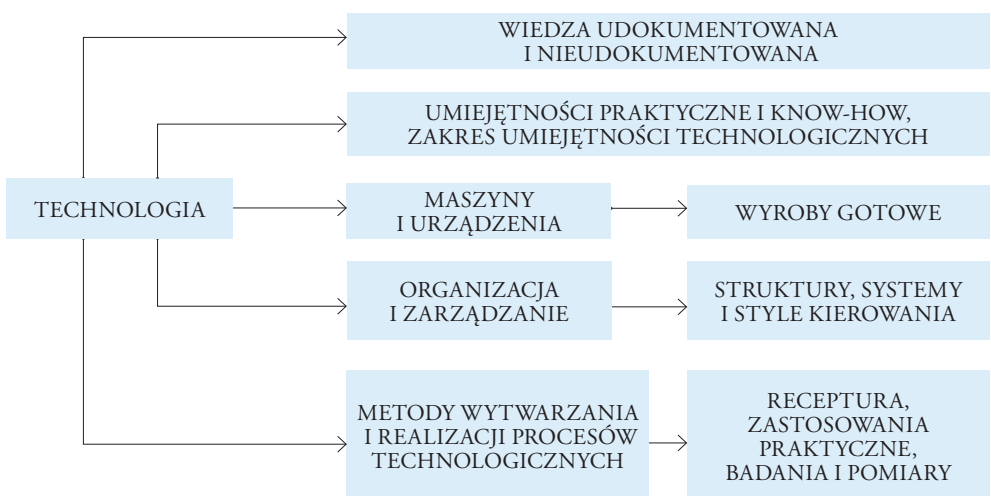 WIEDZA UDOKUMENTOWANA
I NIEUDOKUMENTOWANA
UMIEJĘTNOŚCI PRAKTYCZNE I KNOW-HOW,
ZAKRES UMIEJĘTNOŚCI TECHNOLOGICZNYCH
TECHNOLOGIA
MASZYNY
I URZĄDZENIA
WYROBY GOTOWE
ORGANIZACJA
I ZARZĄDZANIE
STRUKTURY, SYSTEMY
I STYLE KIEROWANIA
METODY WYTWARZANIA
I REALIZACJI PROCESÓW
TECHNOLOGICZNYCH
RECEPTURA,
ZASTOSOWANIA
PRAKTYCZNE,
BADANIA I POMIARY